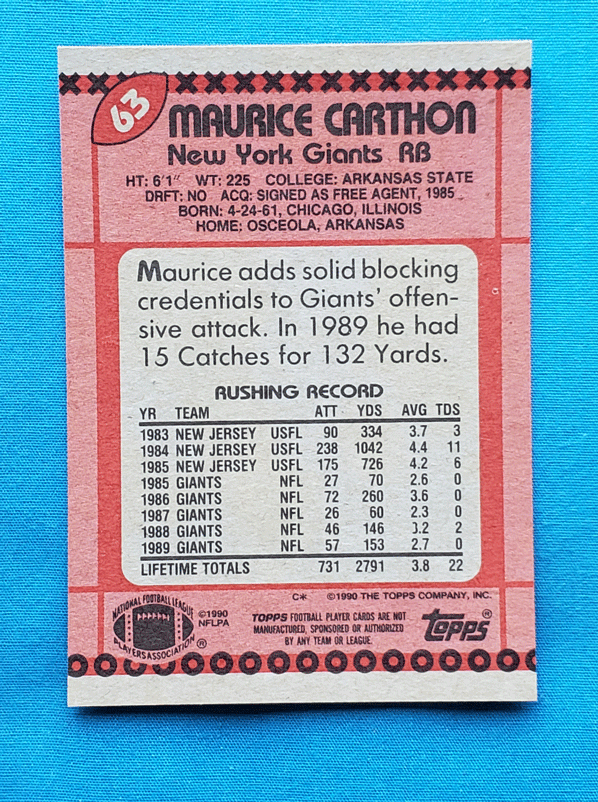 63
MAURICE CARTHON
New York Giants RB
HT: 6'1" WT: 225 COLLEGE: ARKANSAS STATE
DRFT: NO ACQ: SIGNED AS FREE AGENT, 1985
BORN: 4-24-61, CHICAGO, ILLINOIS
HOME: OSCEOLA, ARKANSAS
Maurice adds solid blocking
credentials to Giants' offen-
sive attack. In 1989 he had
15 Catches for 132 Yards.
RUSHING RECORD
YR TEAM ATT YDS AVG TDS
1983 NEW JERSEY USFL 90 334 3.7 3
1984 NEW JERSEY USFL 238 1042 4.4 11
1985 NEW JERSEY USFL 175 726 4.2 6
1985 GIANTS NFL 27 70 2.6 0
1986 GIANTS NFL 72 260 3.6 0
1987 GIANTS NFL 26 60 2.3 0
1988 GIANTS NFL 46 146 3.2 2
1989 GIANTS NFL 57 153 2.7 0
LIFETIME TOTALS 731 2791 3.8 22
C* ©1990 THE TOPPS COMPANY, INC.
NATIONAL FOOTBALL LEAGUE
PLAYERS ASSOCIATION ®
©1990
NFLPA
TOPPS FOOTBALL PLAYER CARDS ARE NOT
MANUFACTURED, SPONSORED OR AUTHORIZED
BY ANY TEAM OR LEAGUE.
Topps®